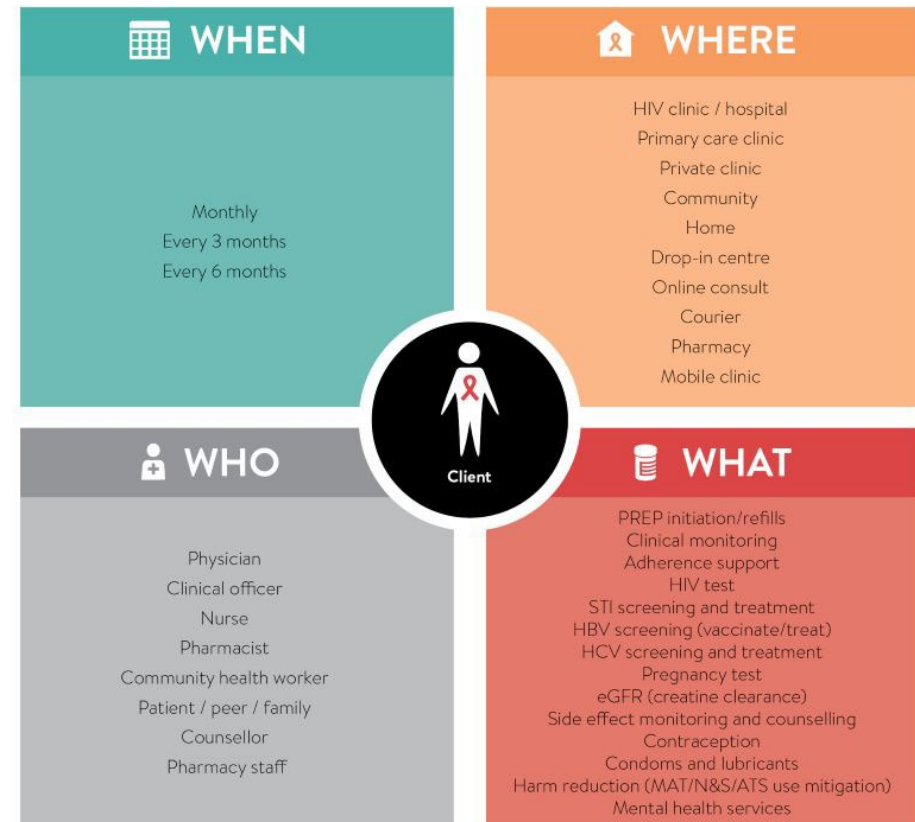 WHEN
Monthly
Every 3 months
Every 6 months
WHERE
HIV clinic / hospital
Primary care clinic
Private clinic
Community
Home
Drop-in centre
Online consult
Courier
Pharmacy
Mobile clinic
Client
WHO
Physician
Clinical officer
Nurse
Pharmacist
Community health worker
Patient / peer / family
Counsellor
Pharmacy staff
WHAT
PREP initiation/refills
Clinical monitoring
Adherence support
HIV test
STI screening and treatment
HBV screening (vaccinate/treat)
HCV screening and treatment
Pregnancy test
eGFR (creatine clearance)
Side effect monitoring and counselling
Contraception
Condoms and lubricants
Harm reduction (MAT/N&S/ATS use mitigation)
Mental health services